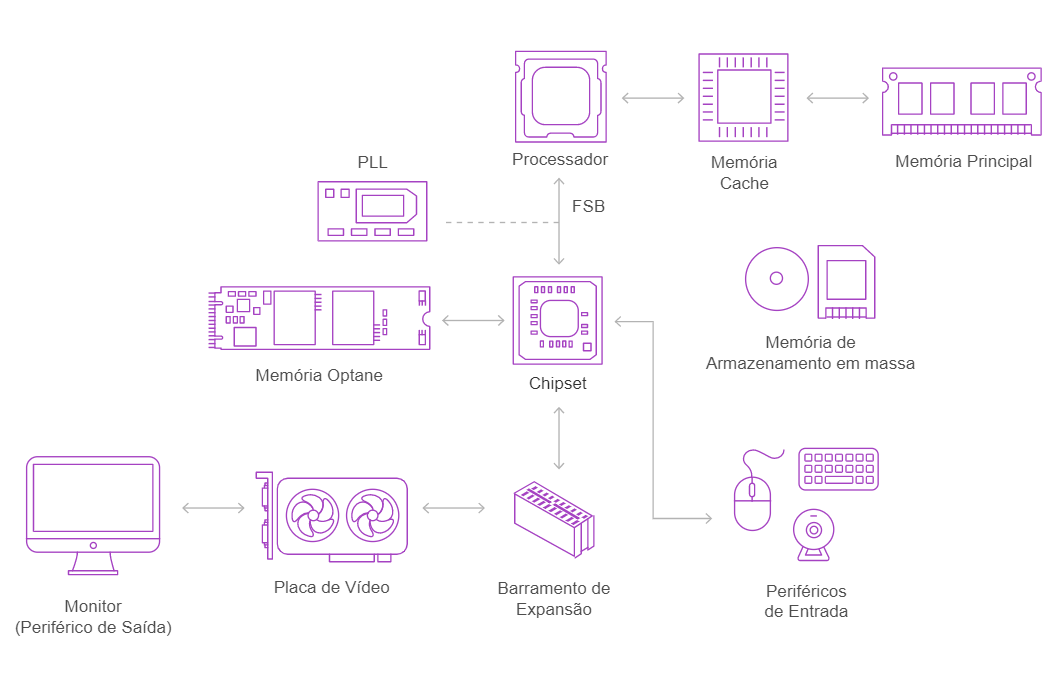 Processador
Memória
Cache
Memória Principal
PLL
FSB
Memória Optane
Chipset
Memória de
Armazenamento em massa
Monitor
(Periférico de Saída)
Placa de Vídeo
Barramento de
Expansão
Periféricos
de Entrada